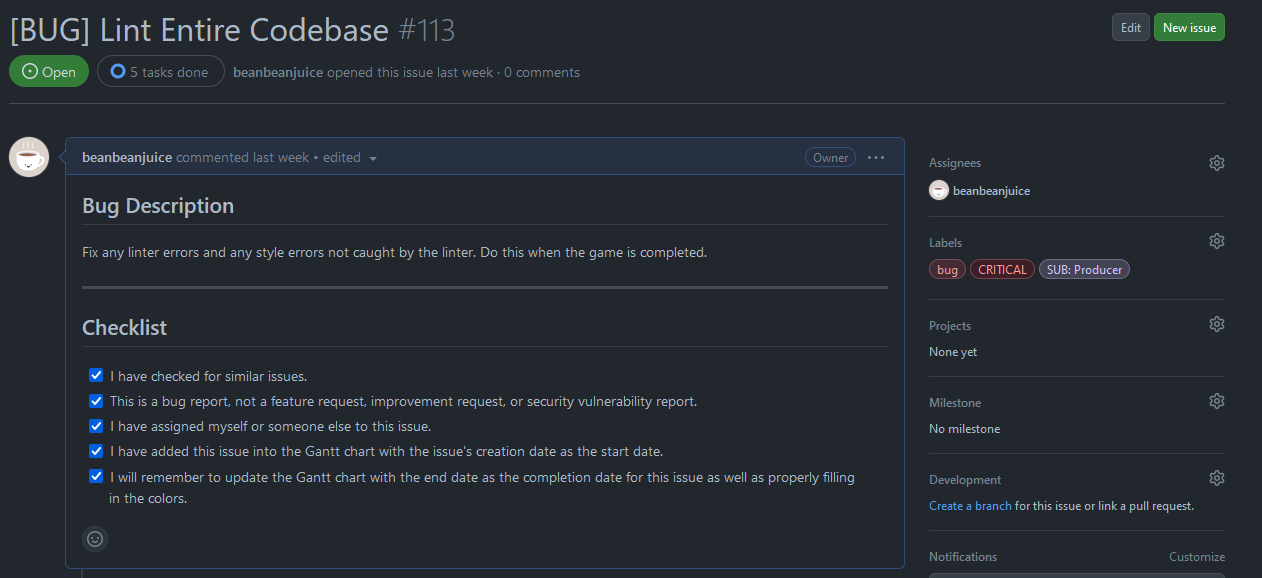 [BUG] Lint Entire Codebase #113
Edit
New issue
Open
5 tasks done
beanbeanjuice opened this issue last week · 0 comments
beanbeanjuice commented last week • edited
Owner
Bug Description
Fix any linter errors and any style errors not caught by the linter. Do this when the game is completed.
Checklist
I have checked for similar issues.
This is a bug report, not a feature request, improvement request, or security vulnerability report.
I have assigned myself or someone else to this issue.
I have added this issue into the Gantt chart with the issue's creation date as the start date.
I will remember to update the Gantt chart with the end date as the completion date for this issue as well as properly filling
in the colors.
Assignees
beanbeanjuice
Labels
bug
CRITICAL
SUB: Producer
Projects
None yet
Milestone
No milestone
Development
Create a branch for this issue or link a pull request.
Notifications
Customize